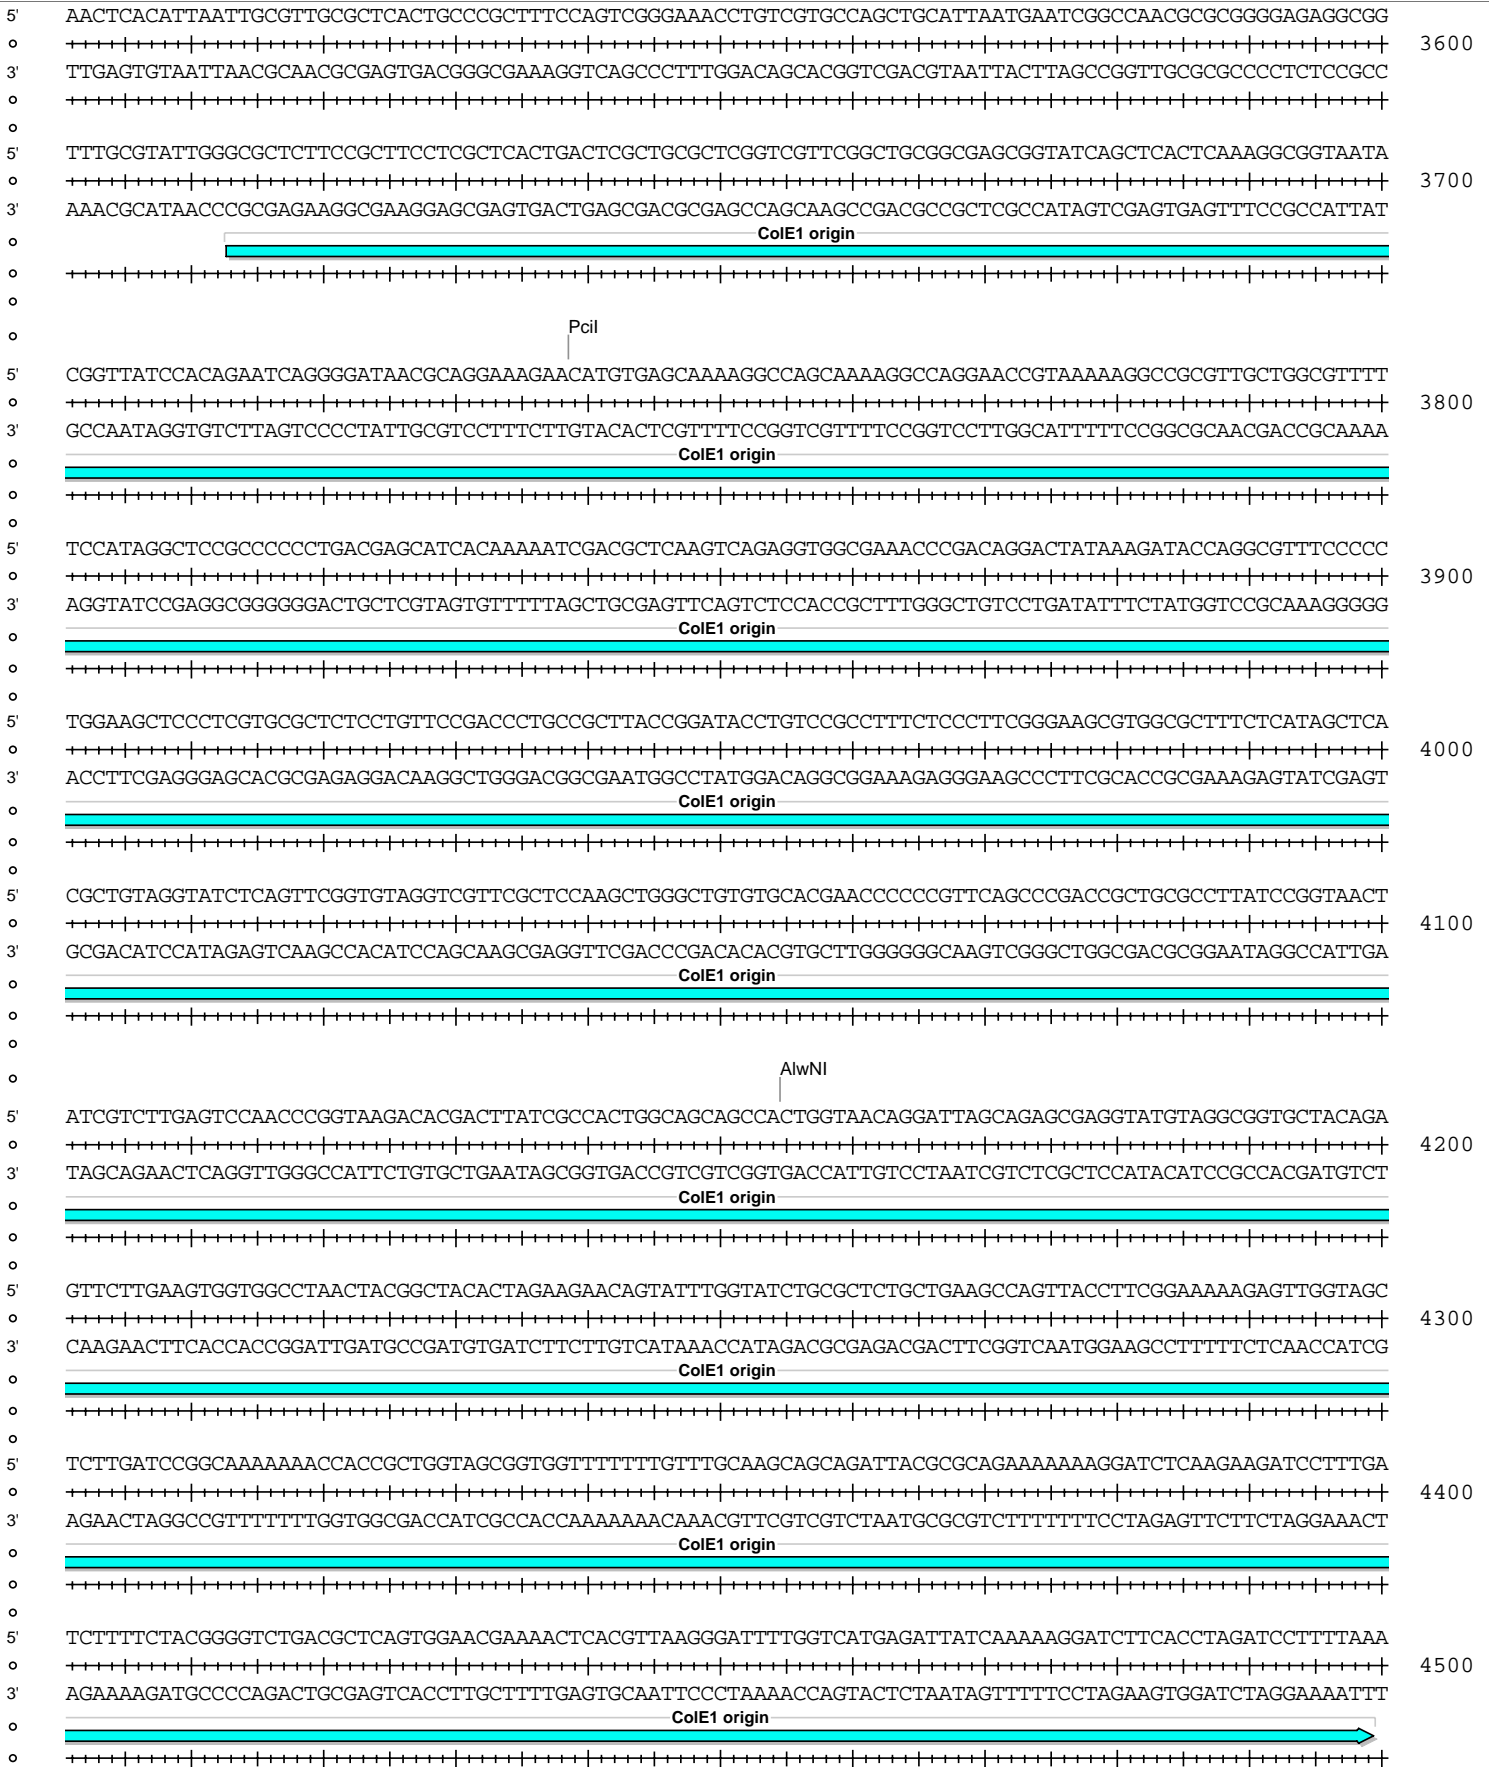 5' AACTCACATTAATTGCGTTGCGCTCACTGCCCGCTTTCCAGTCGGGAAACCTGTCGTGCCAGCTGCATTAATGAATCGGCCAACGCGCGGGGAGAGGCGG
3600
3' TTGAGTGTAATTAACGCAACGCGAGTGACGGGCGAAAGGTCAGCCCTTTGGACAGCACGGTCGACGTAATTACTTAGCCGGTTGCGCGCCCCTCTCCGCC
5' TTTGCGTATTGGGCGCTCTTCCGCTTCCTCGCTCACTGACTCGCTGCGCTCGGTCGTTCGGCTGCGGCGAGCGGTATCAGCTCACTCAAAGGCGGTAATA
3700
3' AAACGCATAACCCGCGAGAAGGCGAAGGAGCGAGTGACTGAGCGACGCGAGCCAGCAAGCCGACGCCGCTCGCCATAGTCGAGTGAGTTTCCGCCATTAT
ColE1 origin
PciI
5' CGGTTATCCACAGAATCAGGGGATAACGCAGGAAAGAACATGTGAGCAAAAGGCCAGCAAAAGGCCAGGAACCGTAAAAAGGCCGCGTTGCTGGCGTTTT
3800
3' GCCAATAGGTGTCTTAGTCCCCTATTGCGTCCTTTCTTGTACACTCGTTTTCCGGTCGTTTTCCGGTCCTTGGCATTTTTCCGGCGCAACGACCGCAAAA
ColE1 origin
5' TCCATAGGCTCCGCCCCCCTGACGAGCATCACAAAAATCGACGCTCAAGTCAGAGGTGGCGAAACCCGACAGGACTATAAAGATACCAGGCGTTTCCCCC
3900
3' AGGTATCCGAGGCGGGGGGACTGCTCGTAGTGTTTTTAGCTGCGAGTTCAGTCTCCACCGCTTTGGGCTGTCCTGATATTTCTATGGTCCGCAAAGGGGG
ColE1 origin
5' TGGAAGCTCCCTCGTGCGCTCTCCTGTTCCGACCCTGCCGCTTACCGGATACCTGTCCGCCTTTCTCCCTTCGGGAAGCGTGGCGCTTTCTCATAGCTCA
4000
3' ACCTTCGAGGGAGCACGCGAGAGGACAAGGCTGGGACGGCGAATGGCCTATGGACAGGCGGAAAGAGGGAAGCCCTTCGCACCGCGAAAGAGTATCGAGT
ColE1 origin
5' CGCTGTAGGTATCTCAGTTCGGTGTAGGTCGTTCGCTCCAAGCTGGGCTGTGTGCACGAACCCCCCGTTCAGCCCGACCGCTGCGCCTTATCCGGTAACT
4100
3' GCGACATCCATAGAGTCAAGCCACATCCAGCAAGCGAGGTTCGACCCGACACACGTGCTTGGGGGGCAAGTCGGGCTGGCGACGCGGAATAGGCCATTGA
ColE1 origin
AlwNI
5' ATCGTCTTGAGTCCAACCCGGTAAGACACGACTTATCGCCACTGGCAGCAGCCACTGGTAACAGGATTAGCAGAGCGAGGTATGTAGGCGGTGCTACAGA
4200
3' TAGCAGAACTCAGGTTGGGCCATTCTGTGCTGAATAGCGGTGACCGTCGTCGGTGACCATTGTCCTAATCGTCTCGCTCCATACATCCGCCACGATGTCT
ColE1 origin
5' GTTCTTGAAGTGGTGGCCTAACTACGGCTACACTAGAAGAACAGTATTTGGTATCTGCGCTCTGCTGAAGCCAGTTACCTTCGGAAAAAGAGTTGGTAGC
4300
3' CAAGAACTTCACCACCGGATTGATGCCGATGTGATCTTCTTGTCATAAACCATAGACGCGAGACGACTTCGGTCAATGGAAGCCTTTTTCTCAACCATCG
ColE1 origin
5' TCTTGATCCGGCAAAAAAACCACCGCTGGTAGCGGTGGTTTTTTTGTTTGCAAGCAGCAGATTACGCGCAGAAAAAAAGGATCTCAAGAAGATCCTTTGA
4400
3' AGAACTAGGCCGTTTTTTTGGTGGCGACCATCGCCACCAAAAAAACAAACGTTCGTCGTCTAATGCGCGTCTTTTTTTCCTAGAGTTCTTCTAGGAAACT
ColE1 origin
5' TCTTTTCTACGGGGTCTGACGCTCAGTGGAACGAAAACTCACGTTAAGGGATTTTGGTCATGAGATTATCAAAAAGGATCTTCACCTAGATCCTTTTAAA
4500
3' AGAAAAGATGCCCCAGACTGCGAGTCACCTTGCTTTTGAGTGCAATTCCCTAAAACCAGTACTCTAATAGTTTTTCCTAGAAGTGGATCTAGGAAAATTT
ColE1 origin